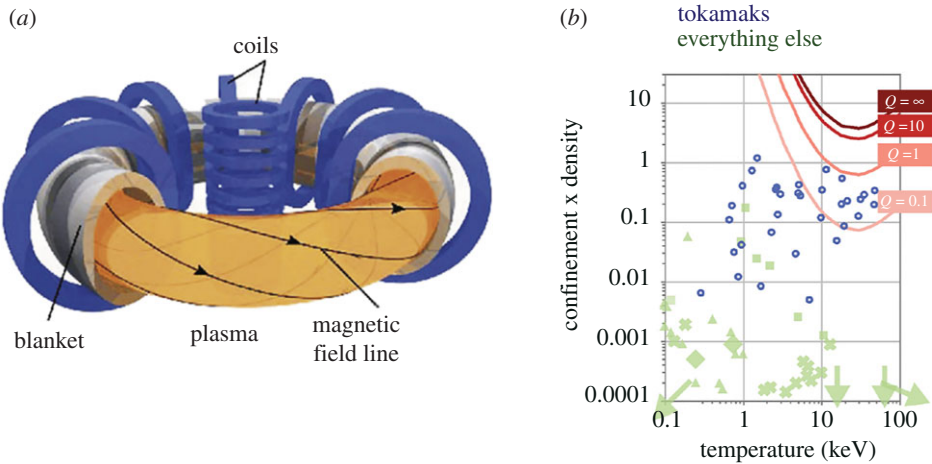 (a)
coils
blanket
plasma
magnetic
field line
(b)
tokamaks
everything else
confinement x density
10
1
0.1
0.01
0.001
0.0001
Q = ∞
Q = 10
Q = 1
Q = 0.1
0.1
1
10
100
temperature (keV)